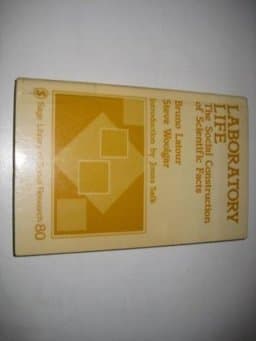 LABORATORY
LIFE
The Social Construction
of Scientific Facts
Bruno Latour
Steve Woolgar
Introduction by Jonas Salk
Sage Library of Social Research 80